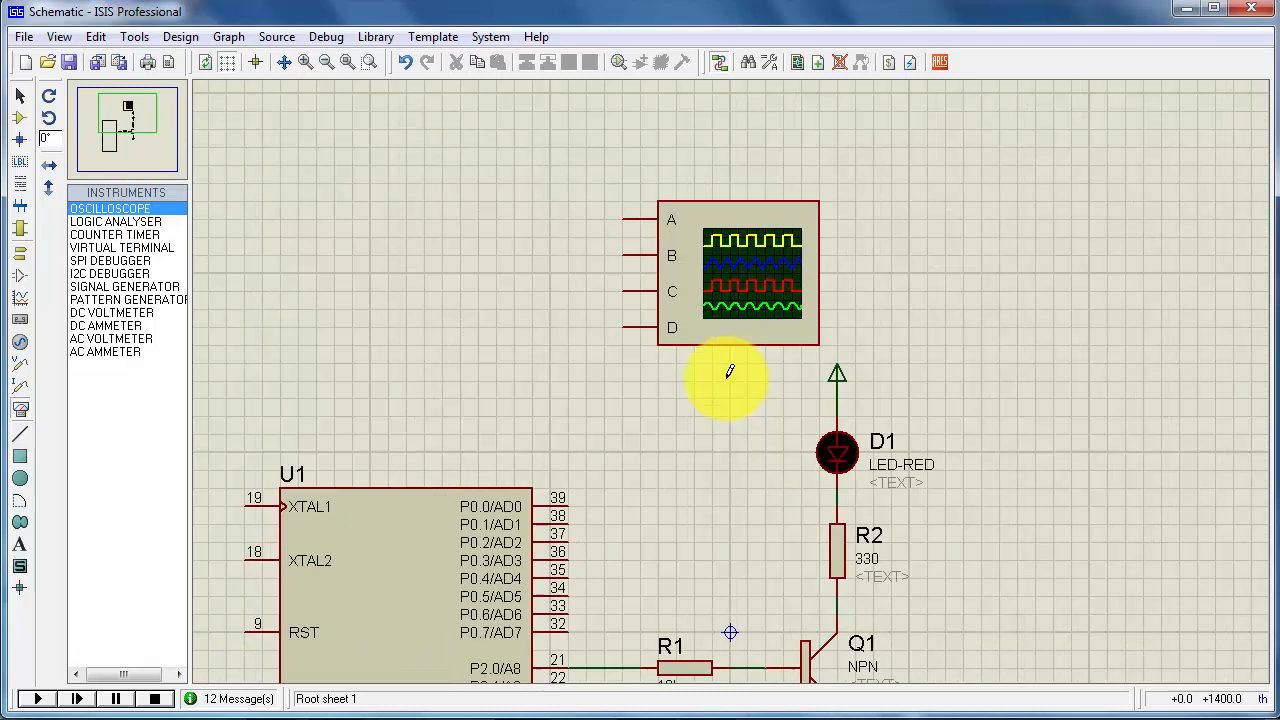 Schematic - ISIS Professional
File View Edit Tools Design Graph Source Debug Library Template System Help
LBL
0°
$
ARES
INSTRUMENTS
OSCILLOSCOPE
LOGIC ANALYSER
COUNTER TIMER
VIRTUAL TERMINAL
SPI DEBUGGER
I2C DEBUGGER
SIGNAL GENERATOR
PATTERN GENERATO
DC VOLTMETER
DC AMMETER
AC VOLTMETER
AC AMMETER
A
B
C
D
D1
LED-RED
<TEXT>
U1
19 XTAL1 P0.0/AD0 39
P0.1/AD1 38
P0.2/AD2 37
18 XTAL2 P0.3/AD3 36
P0.4/AD4 35
P0.5/AD5 34
P0.6/AD6 33
9 RST P0.7/AD7 32
P2.0/A8 21
22
R2
330
<TEXT>
R1
Q1
NPN
12 Message(s) Root sheet 1 +0.0 +1400.0 th